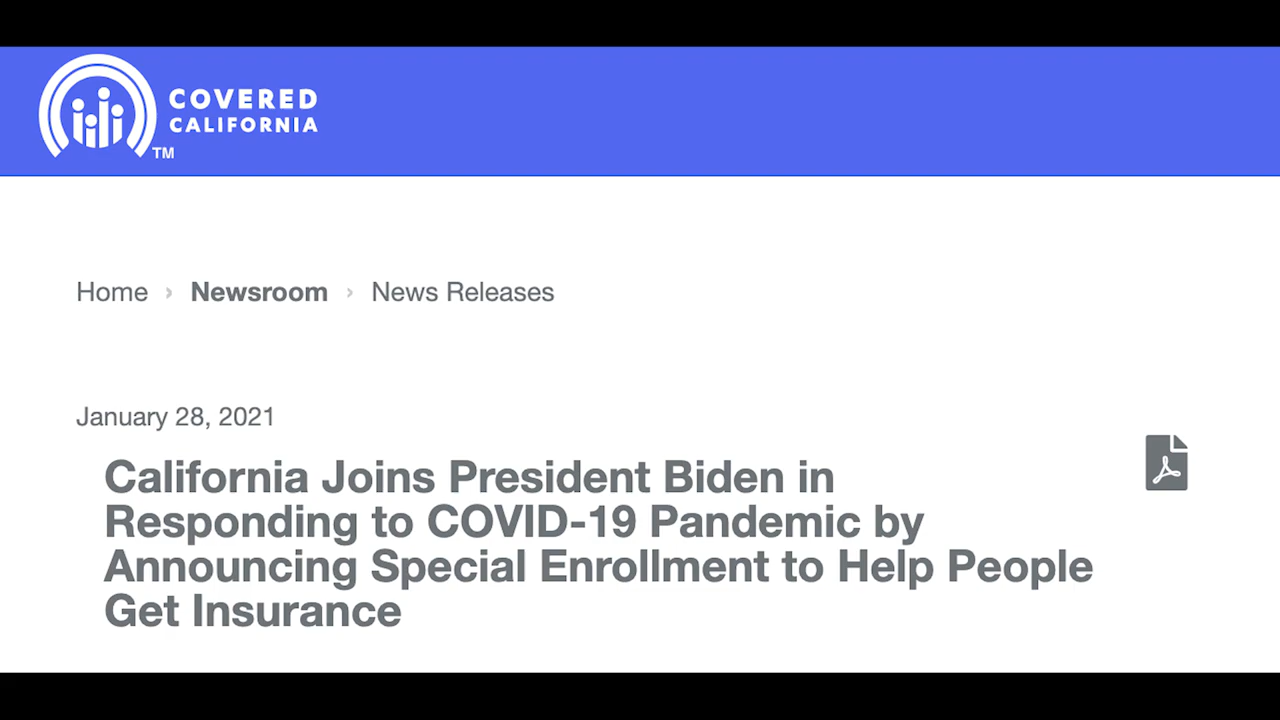 COVERED
CALIFORNIA
TM
Home › Newsroom › News Releases
January 28, 2021
California Joins President Biden in
Responding to COVID-19 Pandemic by
Announcing Special Enrollment to Help People
Get Insurance